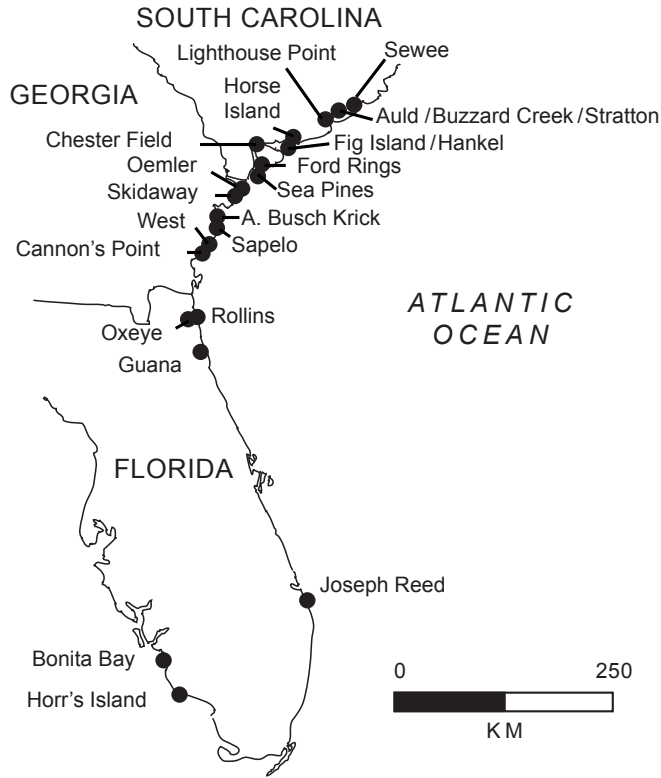 SOUTH CAROLINA
Lighthouse Point
Sewee
Horse
Island
GEORGIA
Auld / Buzzard Creek / Stratton
Chester Field
Fig Island / Hankel
Oemler
Ford Rings
Skidaway
Sea Pines
West
A. Busch Krick
Cannon's Point
Sapelo
ATLANTIC
OCEAN
Rollins
Oxeye
Guana
FLORIDA
Joseph Reed
Bonita Bay
Horr's Island
0 250
KM